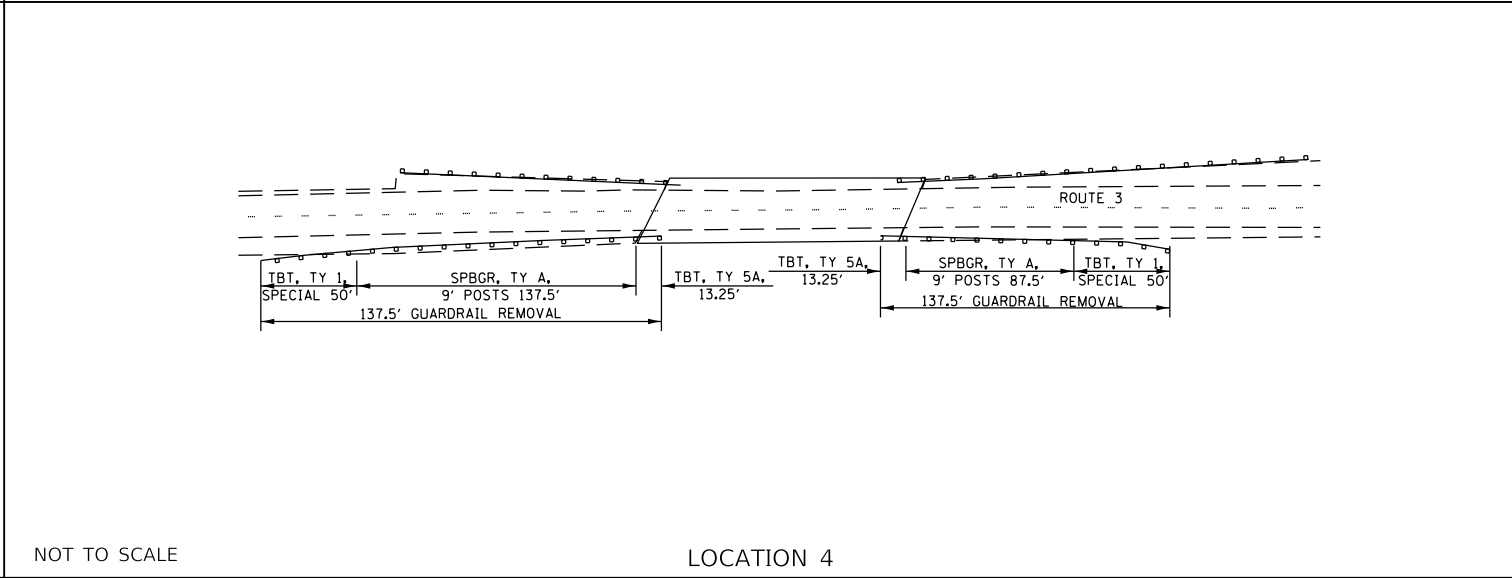 ROUTE 3
TBT, TY 1,
SPECIAL 50'
SPBGR, TY A,
9' POSTS 137.5'
137.5' GUARDRAIL REMOVAL
TBT, TY 5A,
13.25'
TBT, TY 5A,
13.25'
SPBGR, TY A,
9' POSTS 87.5'
TBT, TY 1,
SPECIAL 50'
137.5' GUARDRAIL REMOVAL
NOT TO SCALE
LOCATION 4